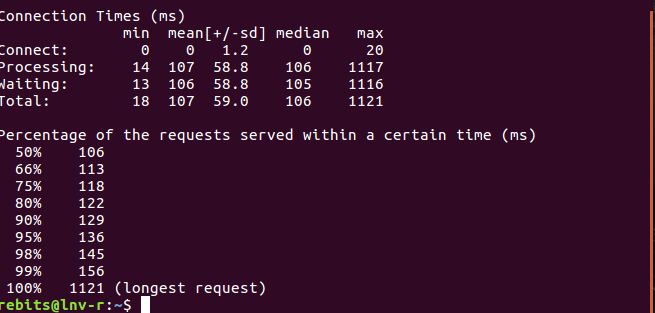 Connection Times (ms)
              min  mean[+/-sd] median   max
Connect:        0    0   1.2      0      20
Processing:    14  107  58.8    106    1117
Waiting:       13  106  58.8    105    1116
Total:         18  107  59.0    106    1121
Percentage of the requests served within a certain time (ms)
  50%    106
  66%    113
  75%    118
  80%    122
  90%    129
  95%    136
  98%    145
  99%    156
 100%   1121 (longest request)
rebits@lnv-r:~$